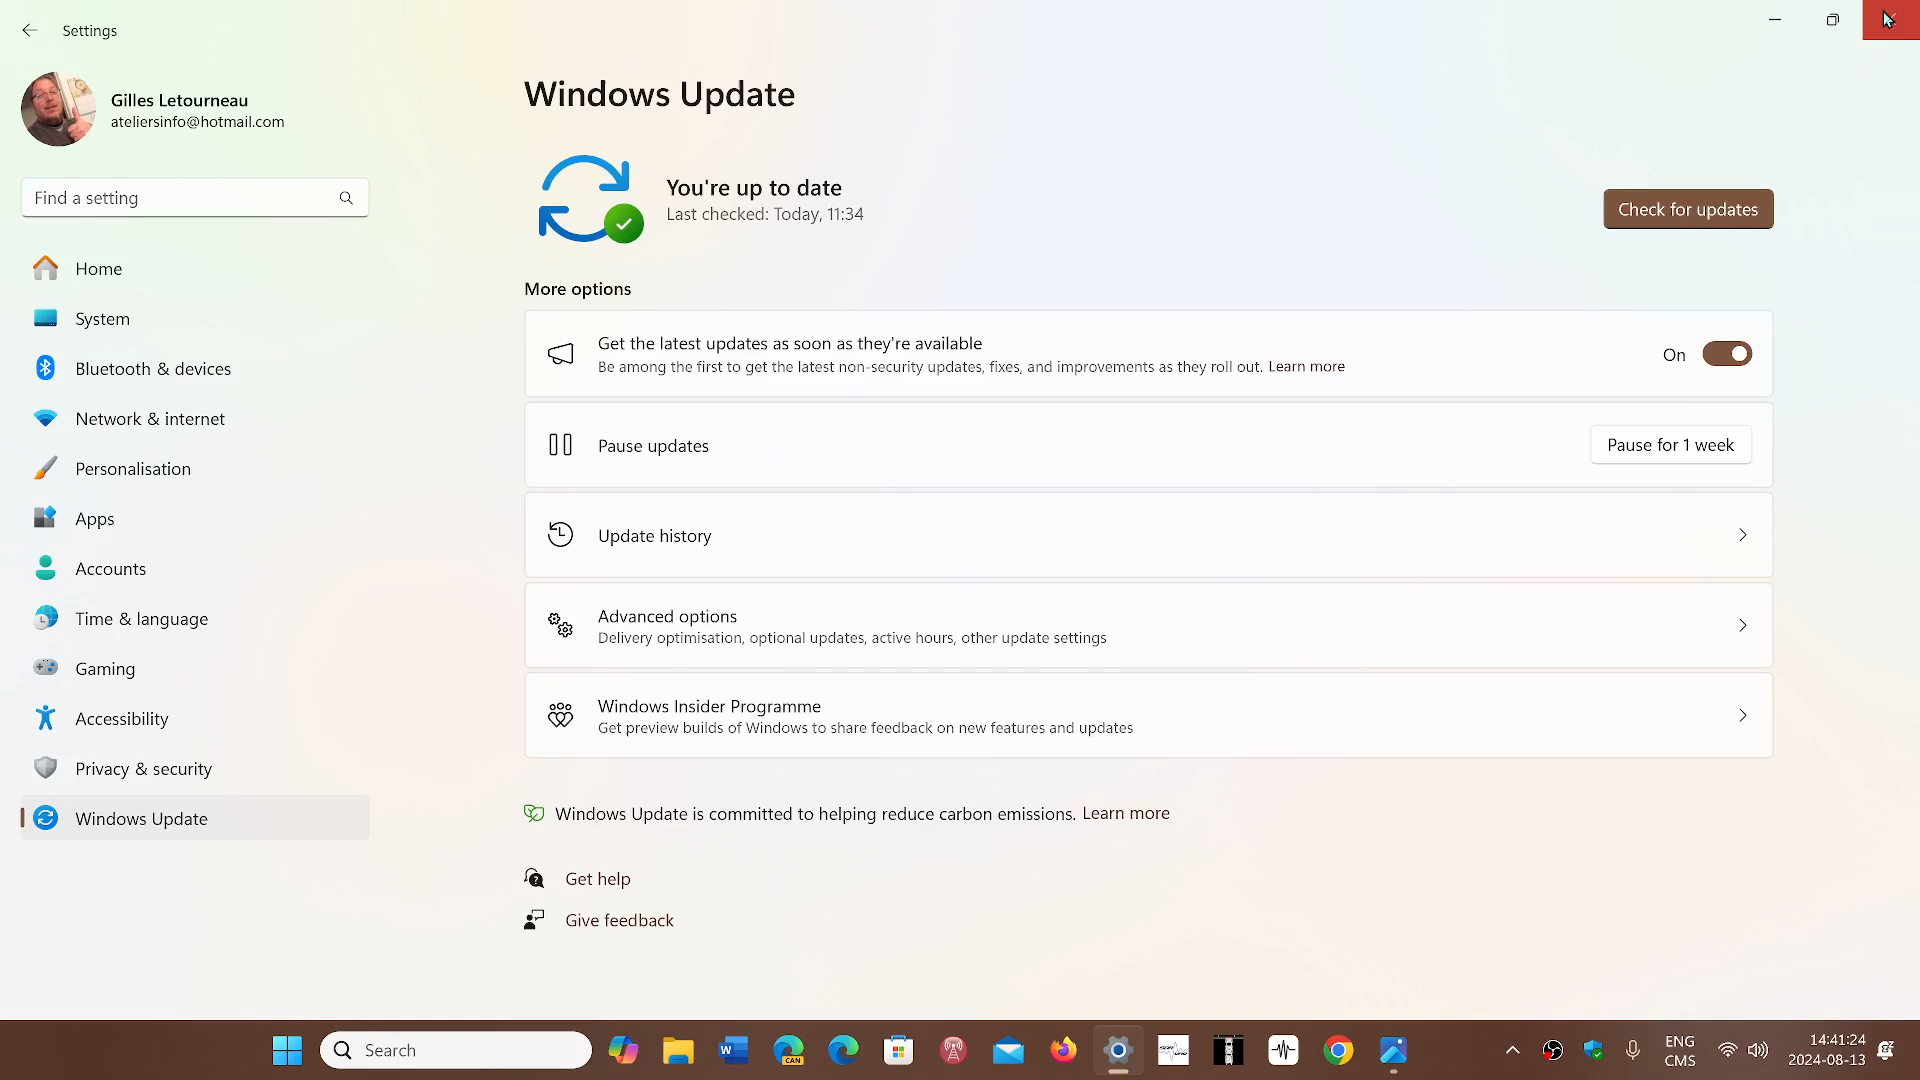 Settings
Gilles Letourneau
ateliersinfo@hotmail.com
Find a setting
Home
System
Bluetooth & devices
Network & internet
Personalisation
Apps
Accounts
Time & language
Gaming
Accessibility
Privacy & security
Windows Update
Windows Update
You're up to date
Last checked: Today, 11:34
Check for updates
More options
Get the latest updates as soon as they're available
Be among the first to get the latest non-security updates, fixes, and improvements as they roll out. Learn more
On
Pause updates
Pause for 1 week
Update history
Advanced options
Delivery optimisation, optional updates, active hours, other update settings
Windows Insider Programme
Get preview builds of Windows to share feedback on new features and updates
Windows Update is committed to helping reduce carbon emissions. Learn more
Get help
Give feedback
Search
W
CAN
ENG
CMS
14:41:24
2024-08-13